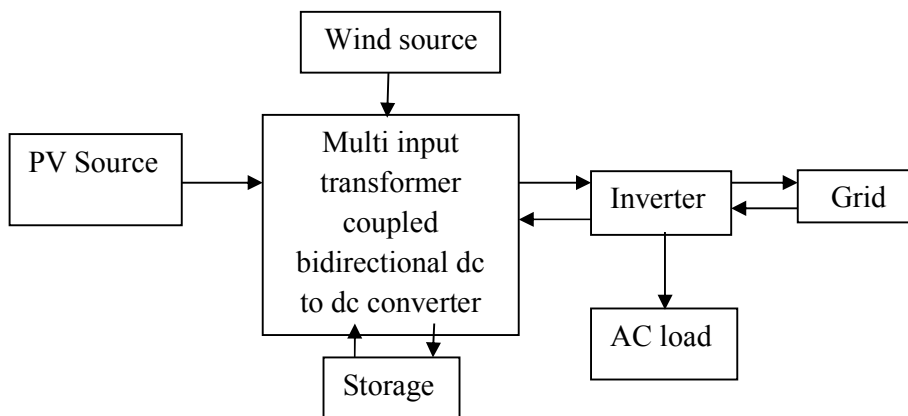 Wind source
PV Source
Multi input
transformer
coupled
bidirectional dc
to dc converter
Inverter
Grid
AC load
Storage